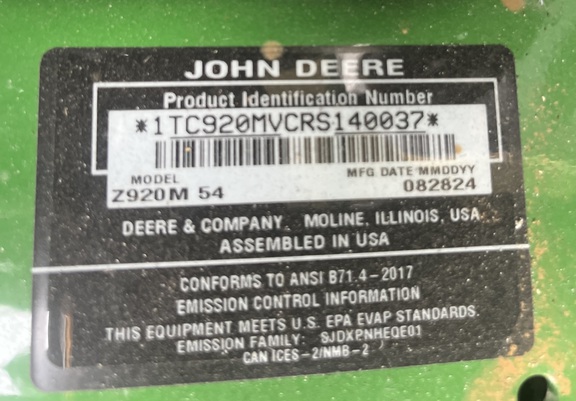 JOHN DEERE
Product Identification Number
*1TC920MVCRS140037*
MODEL MFG DATE MMDDYY
Z920M 54 082824
DEERE & COMPANY MOLINE, ILLINOIS, USA
ASSEMBLED IN USA
CONFORMS TO ANSI B71.4-2017
EMISSION CONTROL INFORMATION
THIS EQUIPMENT MEETS U.S. EPA EVAP STANDARDS.
EMISSION FAMILY: SJDXPNHEQE01
CAN ICES-2/NMB-2